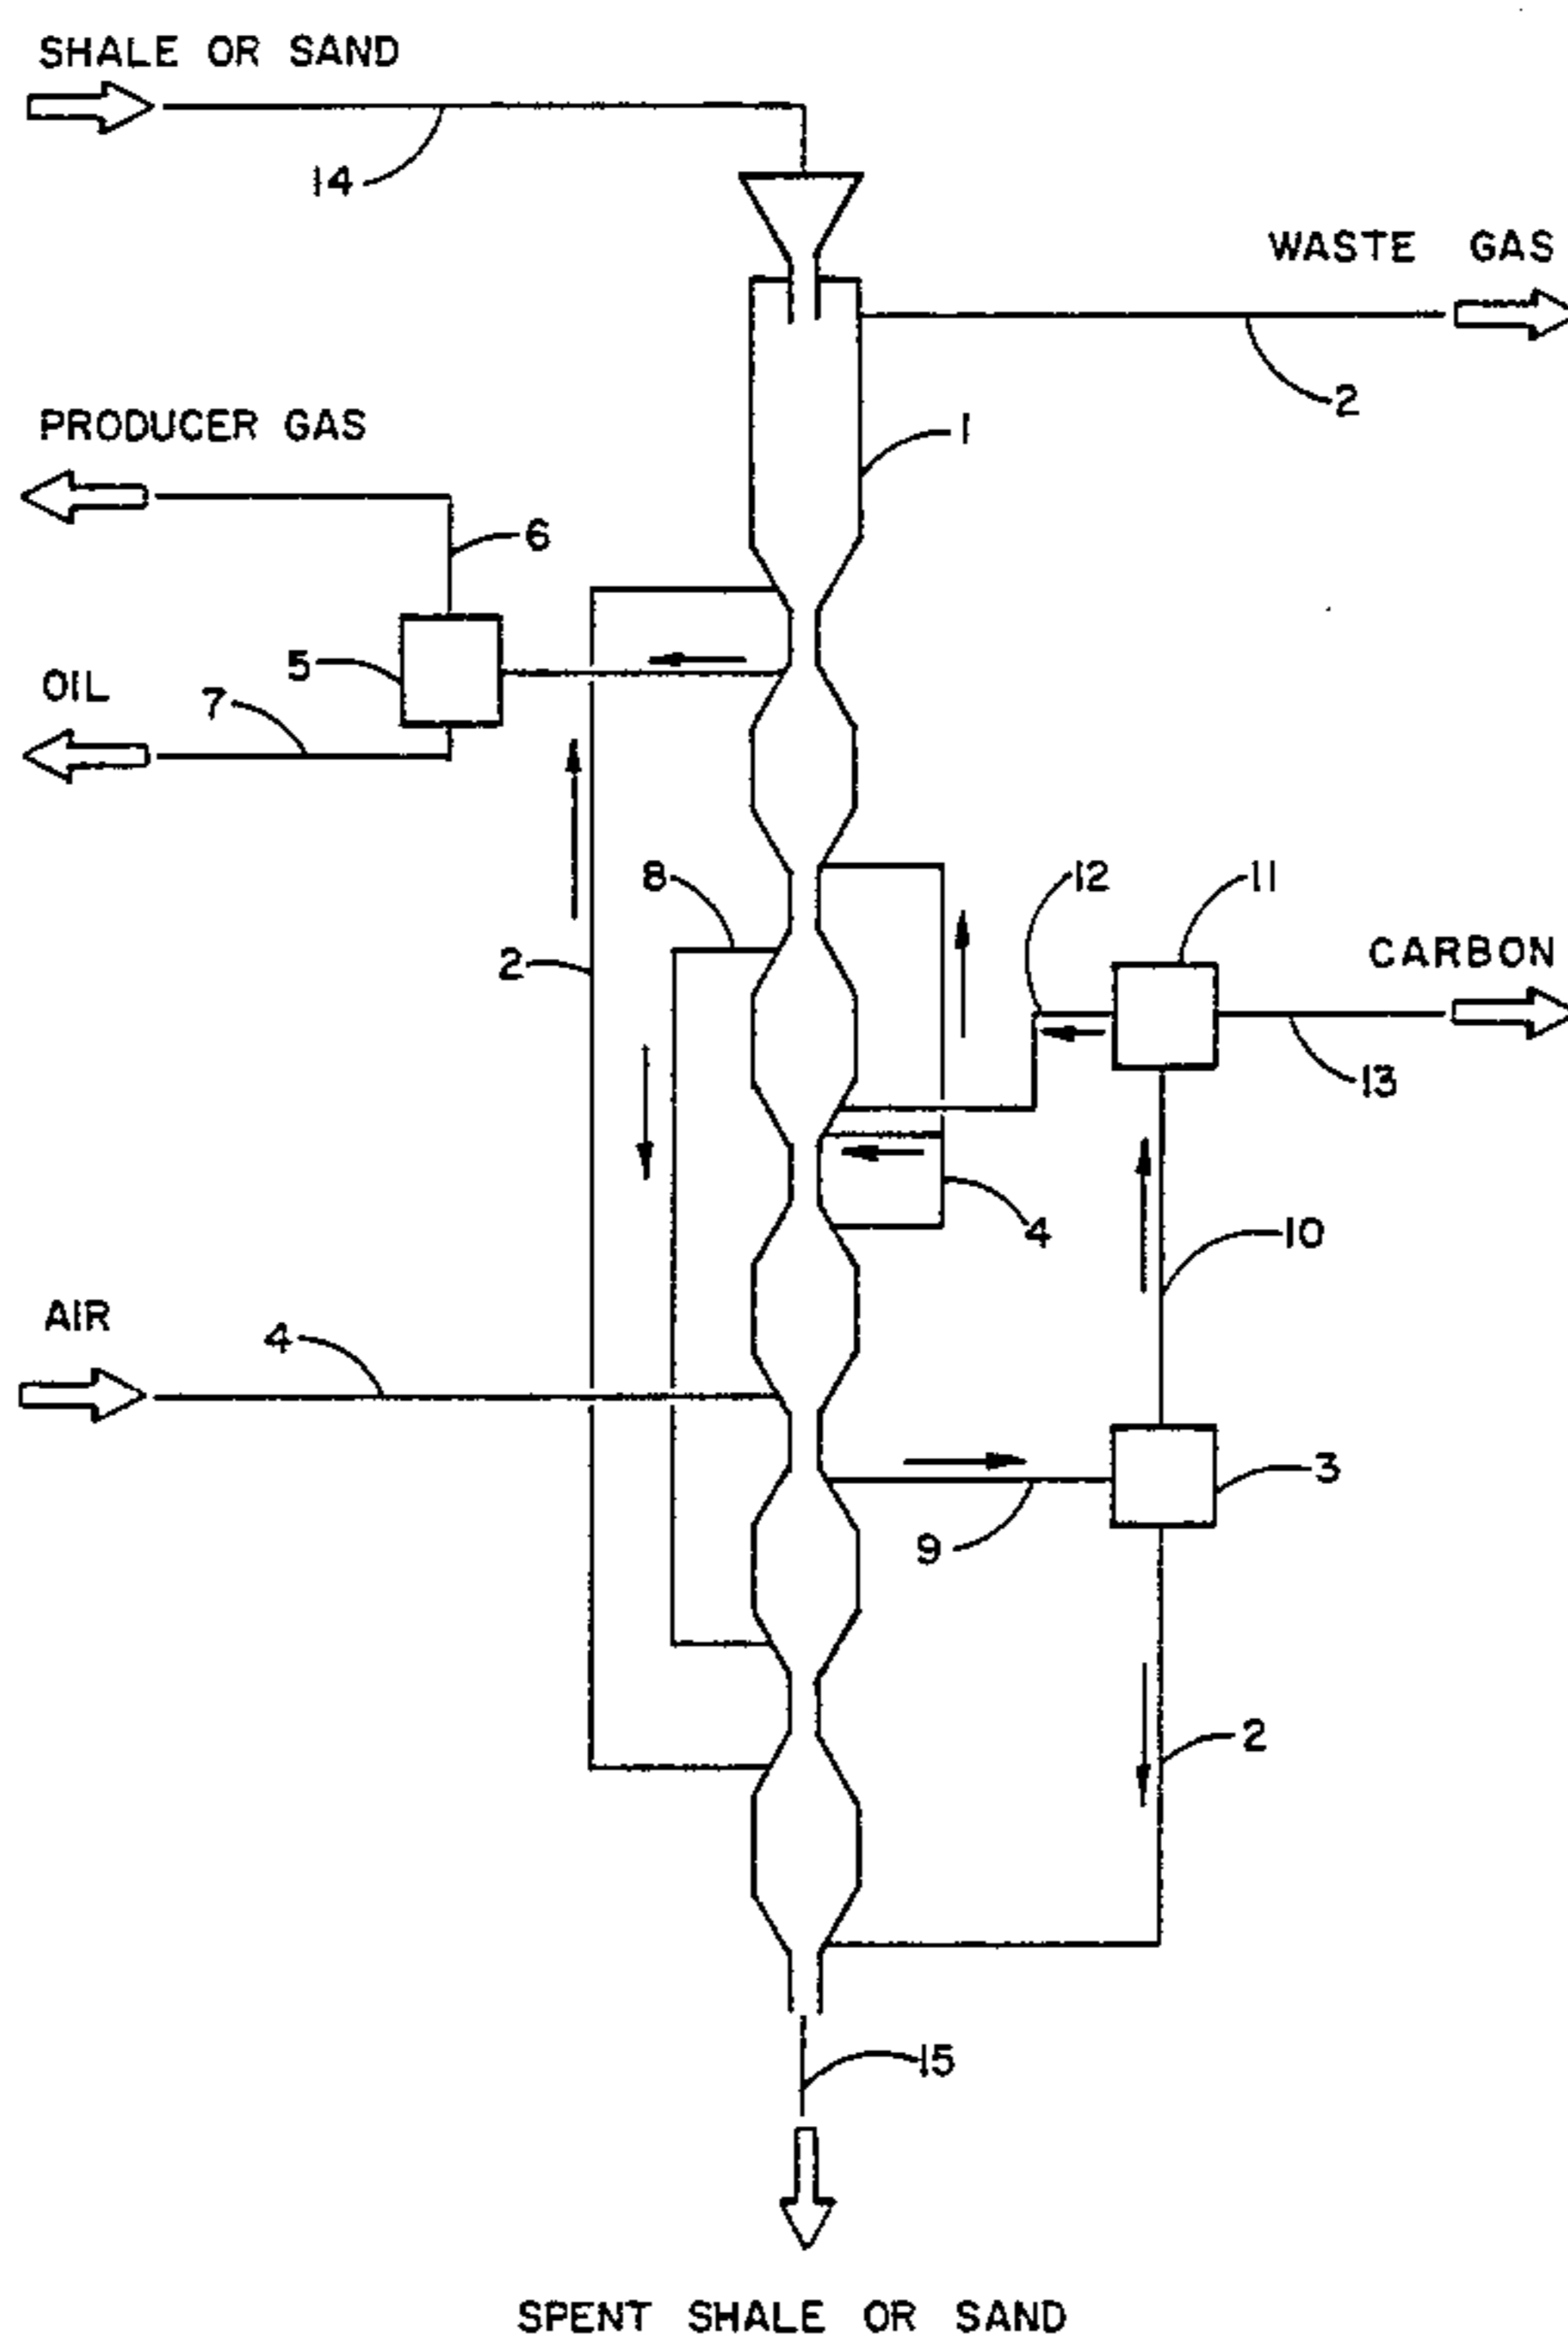 SHALE OR SAND
14
WASTE GAS
2
PRODUCER GAS
1
6
5
OIL
7
8
12
11
2
CARBON
13
4
10
AIR
4
3
9
2
15
SPENT SHALE OR SAND